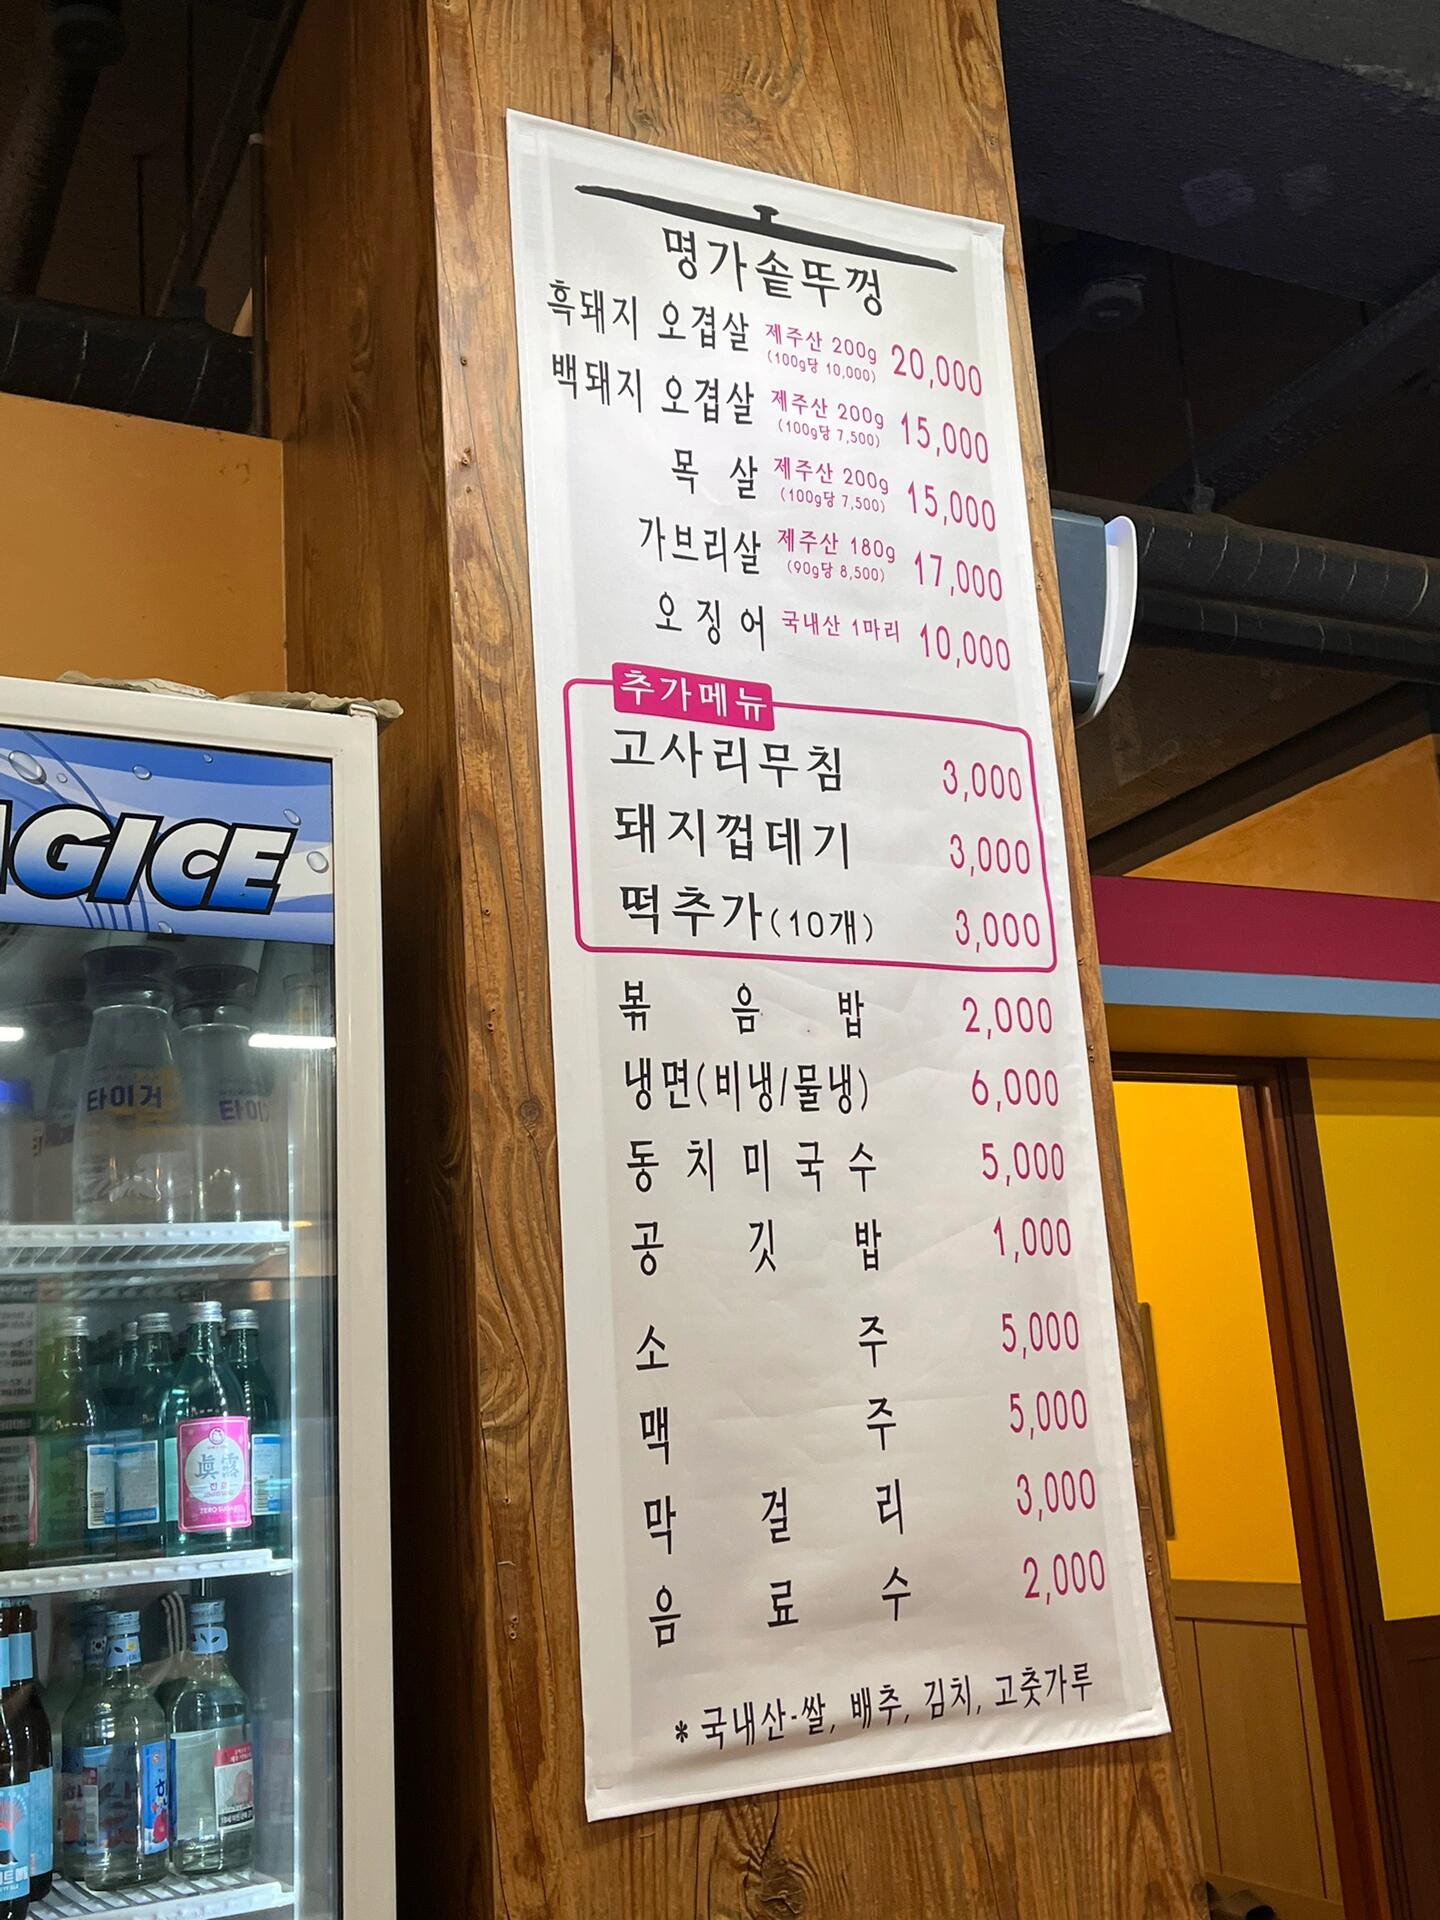 명가솥뚜껑
흑돼지 오겹살 제주산 200g (100g당 10,000) 20,000
백돼지 오겹살 제주산 200g (100g당 7,500) 15,000
목살 제주산 200g (100g당 7,500) 15,000
가브리살 제주산 180g (90g당 8,500) 17,000
오징어 국내산 1마리 10,000
추가메뉴
고사리무침 3,000
돼지껍데기 3,000
떡추가(10개) 3,000
볶음밥 2,000
냉면(비냉/물냉) 6,000
동치미국수 5,000
공깃밥 1,000
소주 5,000
맥주 5,000
막걸리 3,000
음료수 2,000
*국내산-쌀, 배추, 김치, 고춧가루
GICE
타이거
타이거
眞露
진로
ZERO SUGAR